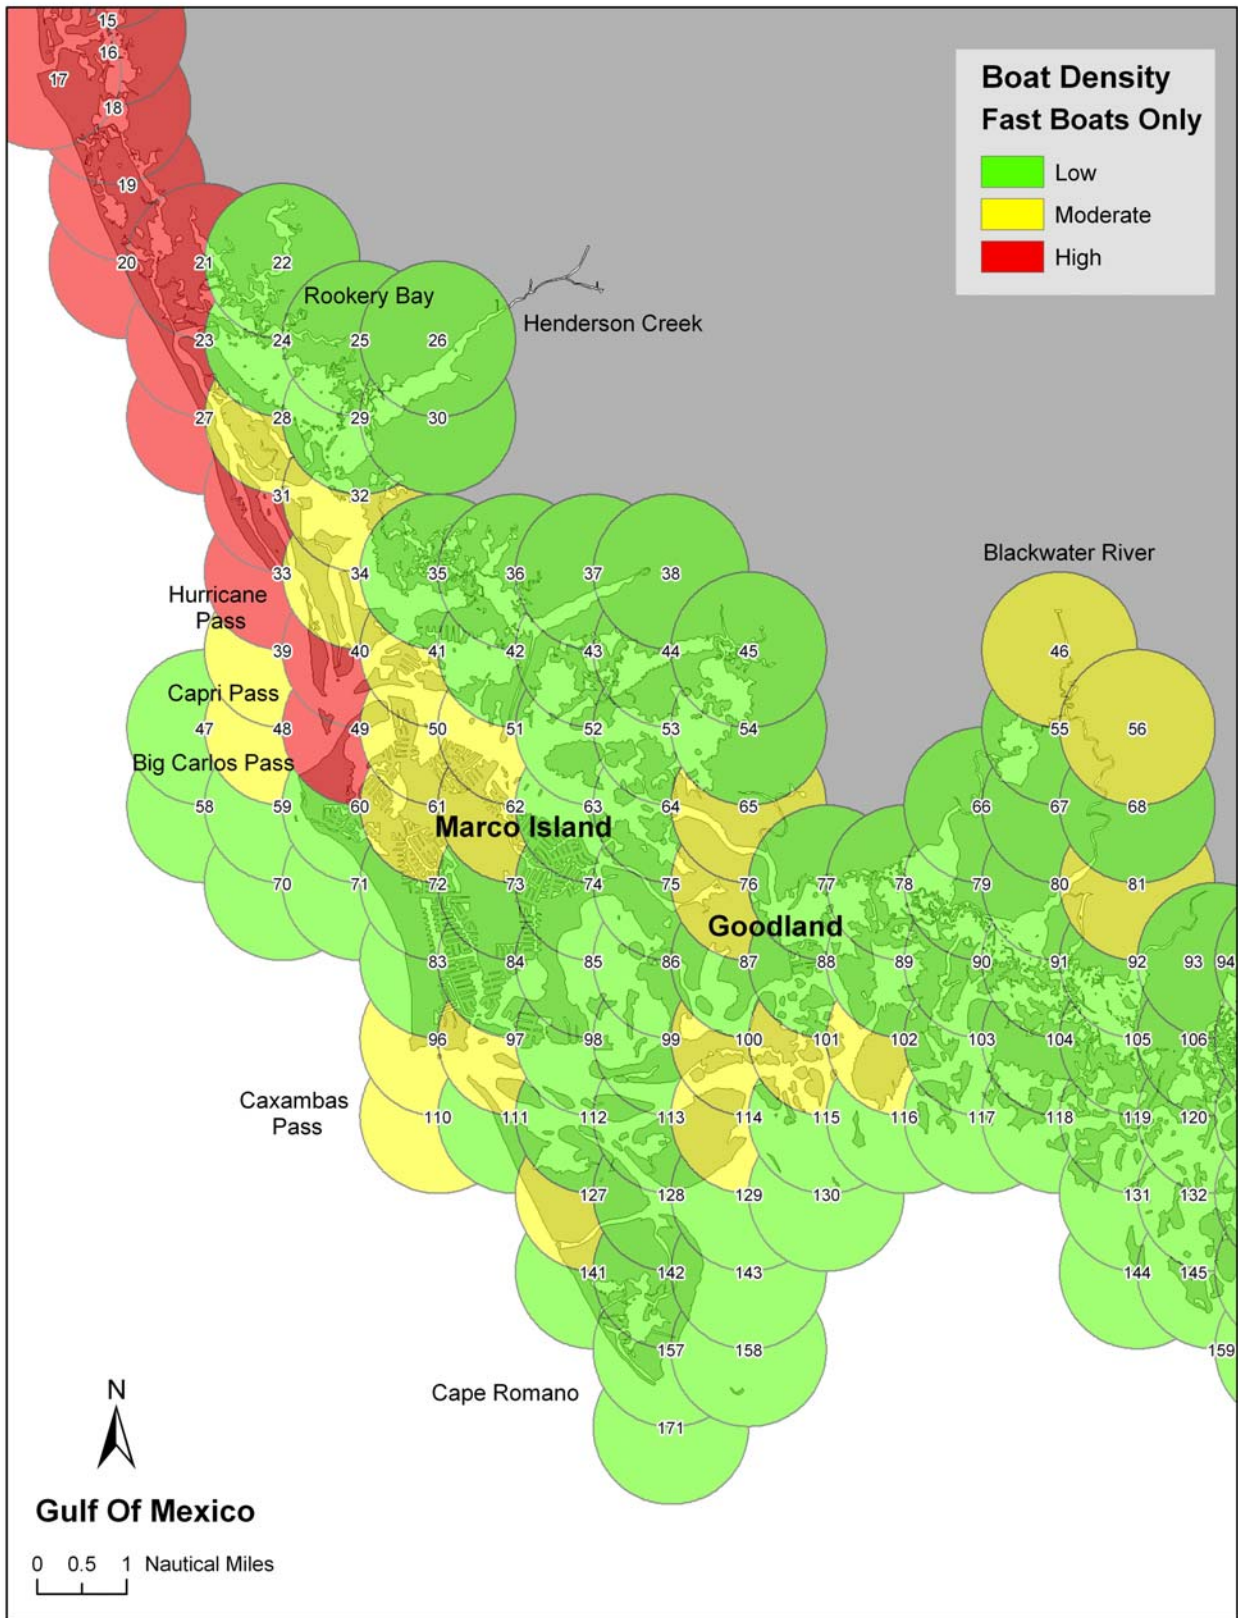 15
16
17
18
Boat Density
Fast Boats Only
Low
Moderate
High
19
20 21 22
Rookery Bay
Henderson Creek
23 24 25 26
27 28 29 30
31 32
33 34 35 36 37 38
Blackwater River
Hurricane
Pass
39 40 41 42 43 44 45 46
Capri Pass
47 48 49 50 51 52 53 54 55 56
Big Carlos Pass
58 59 60 61 62 63 64 65 66 67 68
Marco Island
70 71 72 73 74 75 76 77 78 79 80 81
Goodland
83 84 85 86 87 88 89 90 91 92 93 94
96 97 98 99 100 101 102 103 104 105 106
Caxambas
Pass
110 111 112 113 114 115 116 117 118 119 120
127 128 129 130 131 132
141 142 143 144 145
157 158 159
Cape Romano
N
171
Gulf Of Mexico
0 0.5 1 Nautical Miles